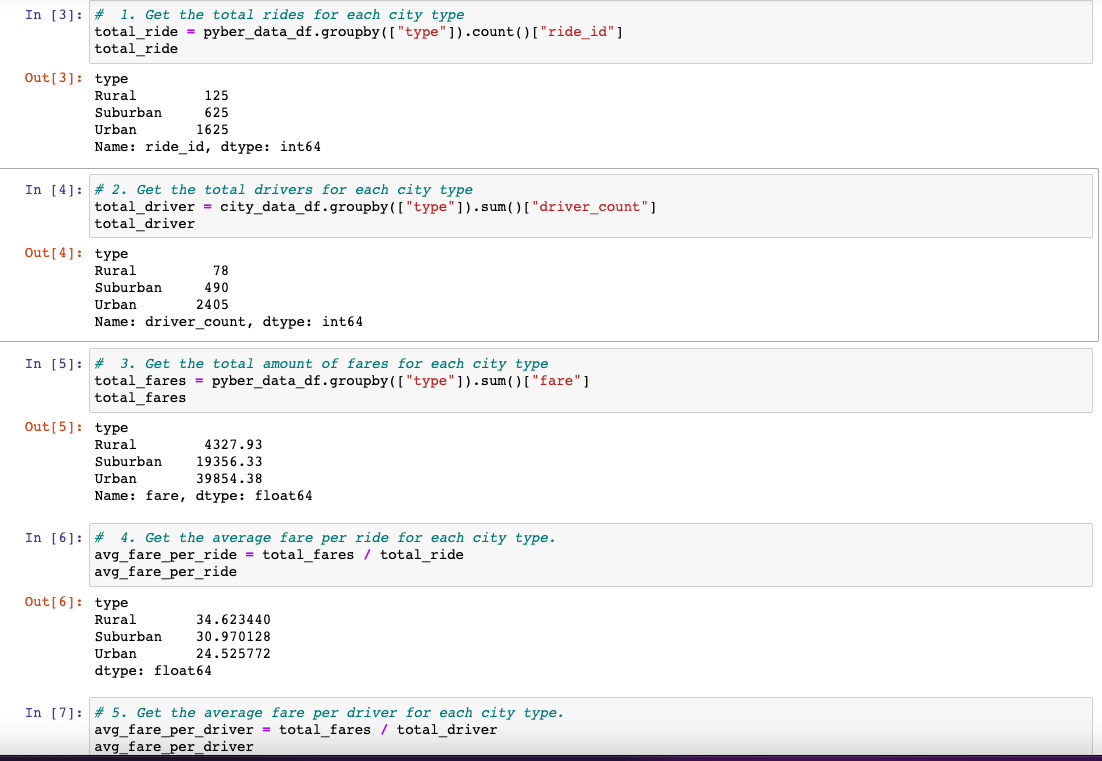 In [3]: #  1. Get the total rides for each city type
total_ride = pyber_data_df.groupby(["type"]).count()["ride_id"]
total_ride
Out[3]: type
Rural 125
Suburban 625
Urban 1625
Name: ride_id, dtype: int64
In [4]: # 2. Get the total drivers for each city type
total_driver = city_data_df.groupby(["type"]).sum()["driver_count"]
total_driver
Out[4]: type
Rural 78
Suburban 490
Urban 2405
Name: driver_count, dtype: int64
In [5]: #  3. Get the total amount of fares for each city type
total_fares = pyber_data_df.groupby(["type"]).sum()["fare"]
total_fares
Out[5]: type
Rural 4327.93
Suburban 19356.33
Urban 39854.38
Name: fare, dtype: float64
In [6]: #  4. Get the average fare per ride for each city type.
avg_fare_per_ride = total_fares / total_ride
avg_fare_per_ride
Out[6]: type
Rural 34.623440
Suburban 30.970128
Urban 24.525772
dtype: float64
In [7]: # 5. Get the average fare per driver for each city type.
avg_fare_per_driver = total_fares / total_driver
avg_fare_per_driver